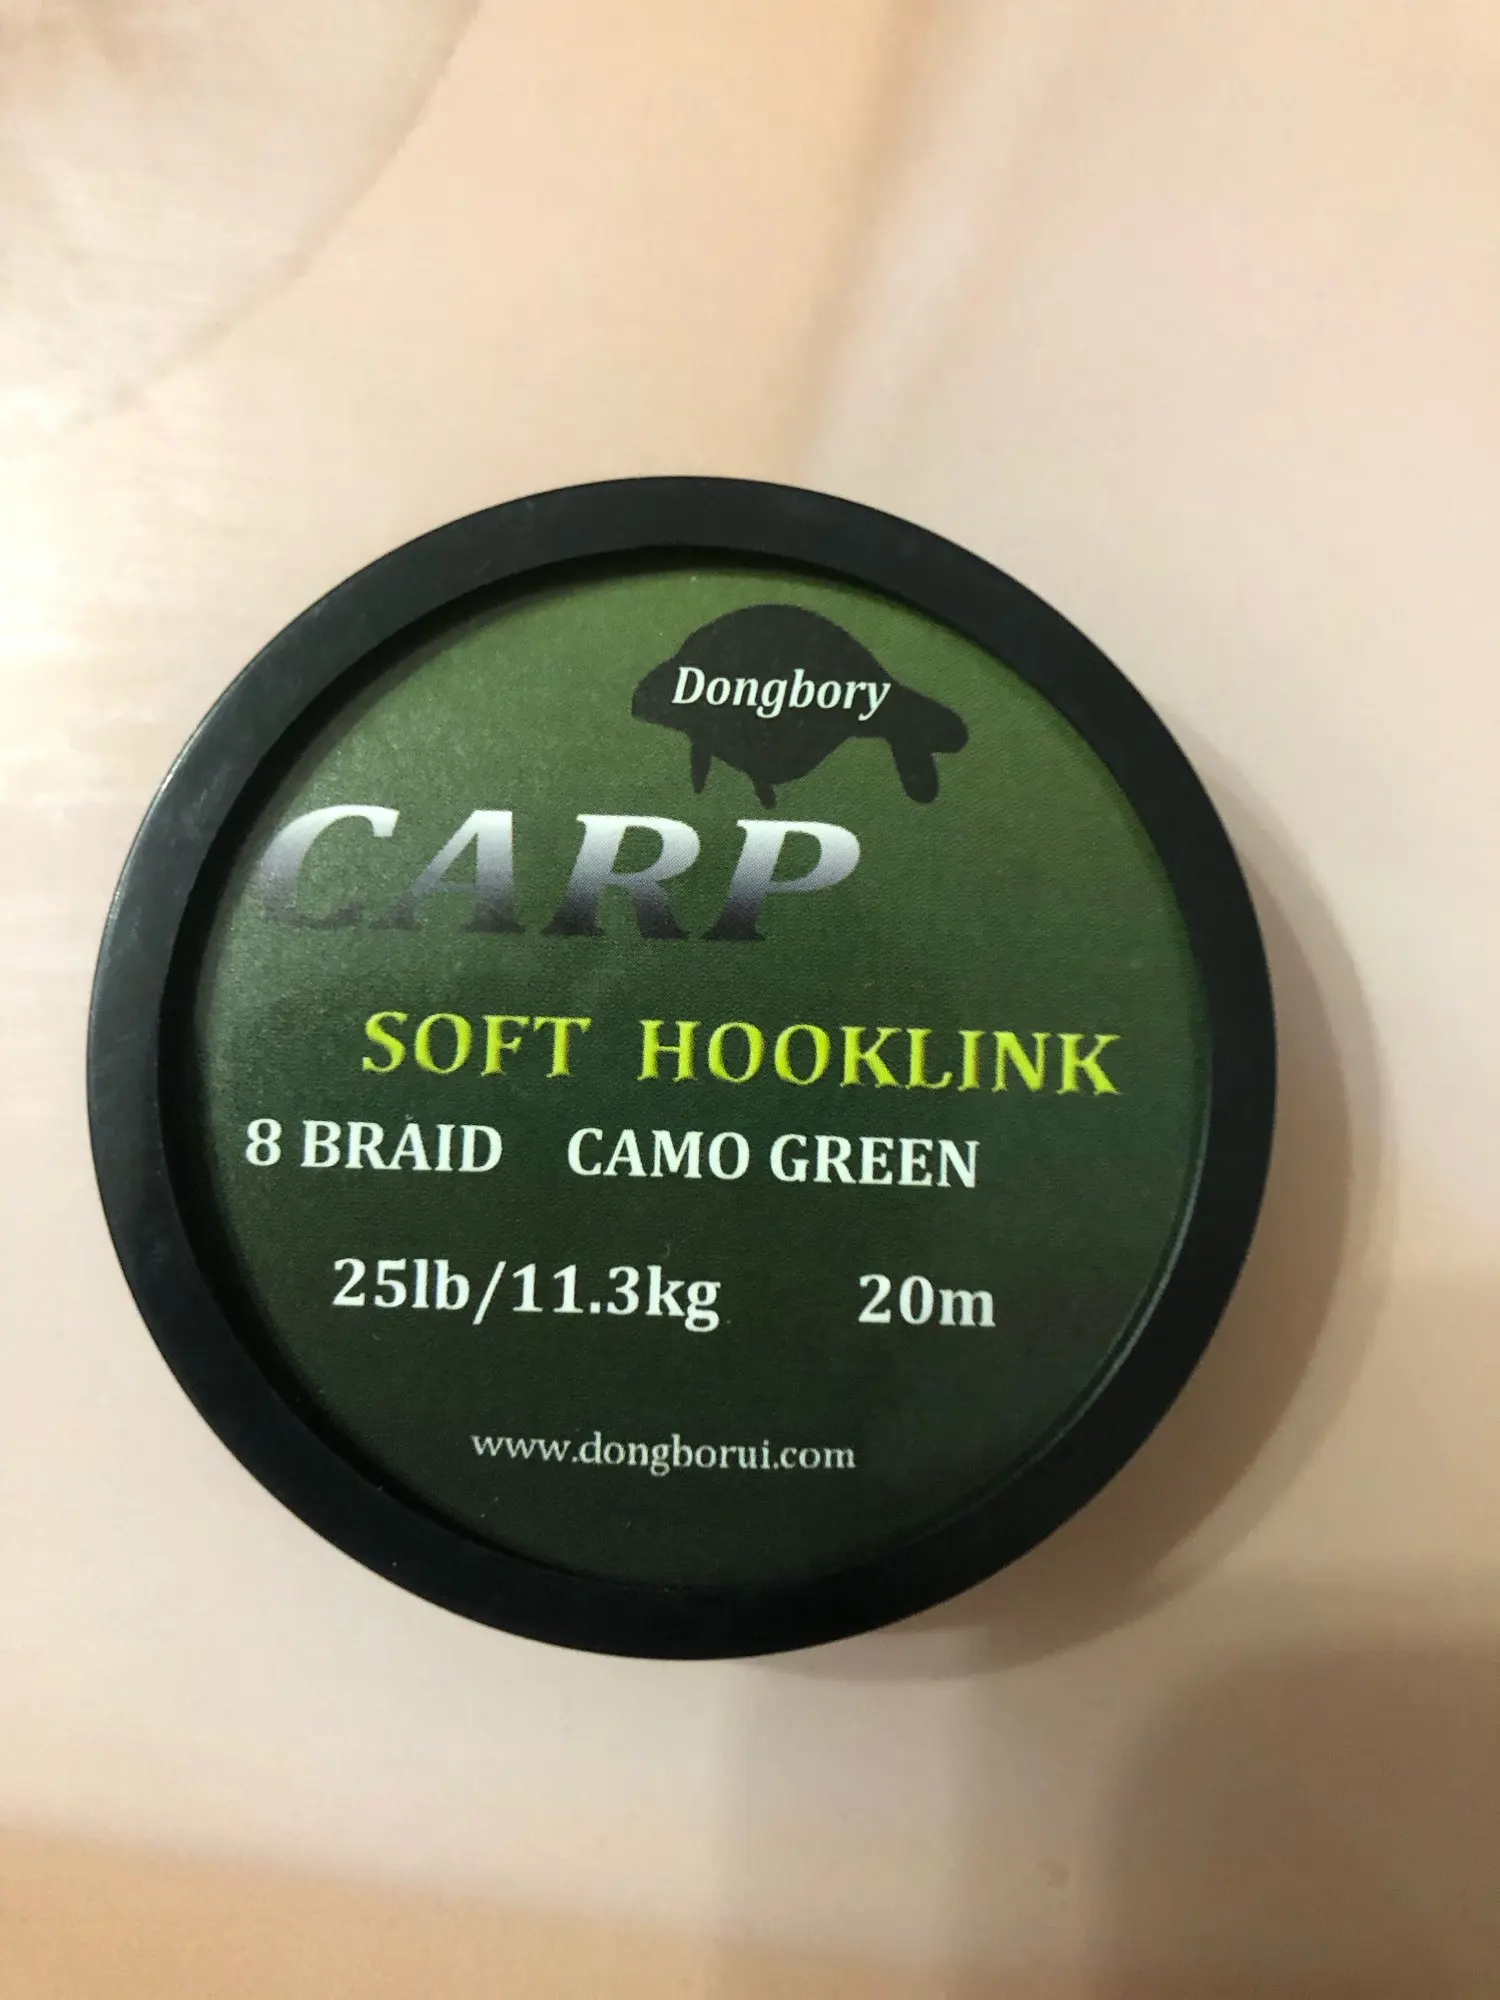 Dongbory
CARP
SOFT HOOKLINK
8 BRAID CAMO GREEN
25lb/11.3kg 20m
www.dongborui.com